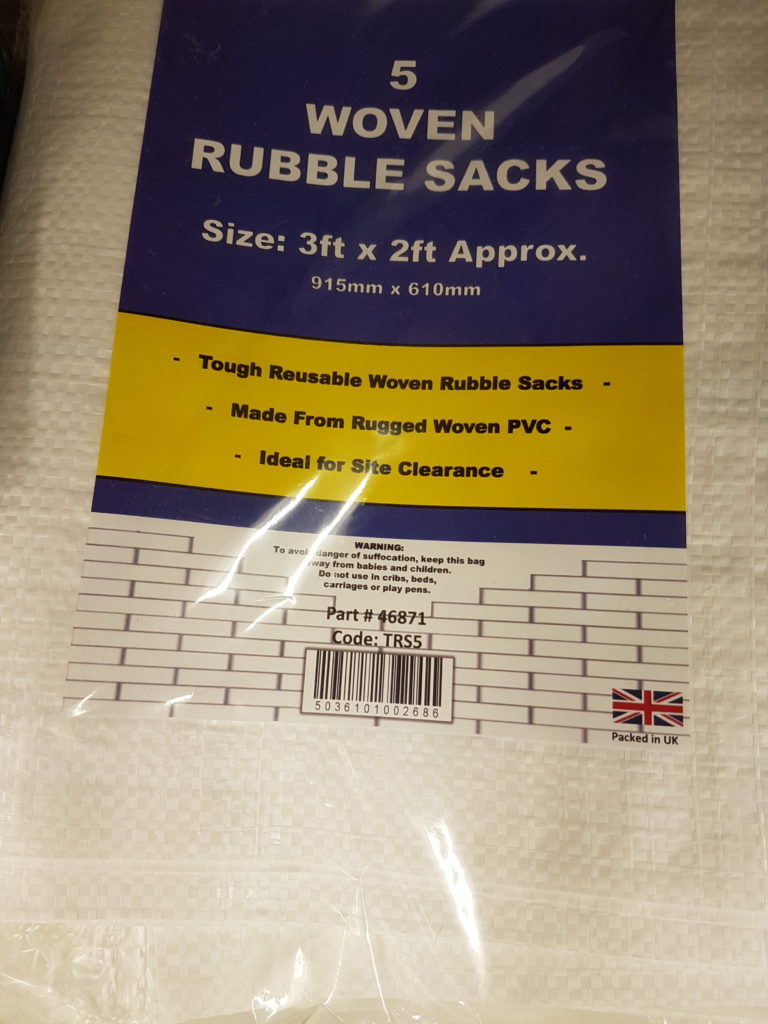 5
WOVEN
RUBBLE SACKS
Size: 3ft x 2ft Approx.
915mm x 610mm
- Tough Reusable Woven Rubble Sacks -
- Made From Rugged Woven PVC -
- Ideal for Site Clearance -
WARNING:
To avoid danger of suffocation, keep this bag
away from babies and children.
Do not use in cribs, beds,
carriages or play pens.
Part # 46871
Code: TRS5
5036101002686
Packed in UK